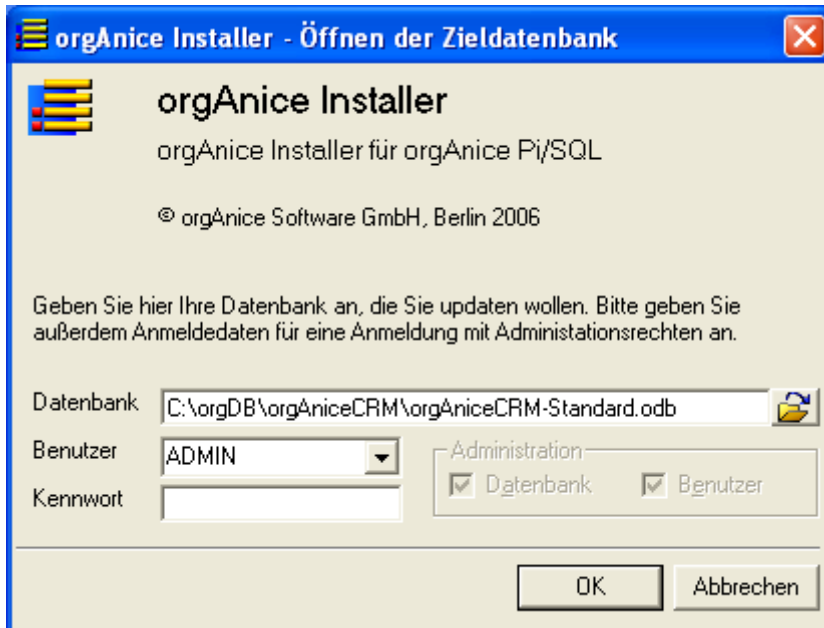 orgAnice Installer - Öffnen der Zieldatenbank
orgAnice Installer
orgAnice Installer für orgAnice Pi/SQL
© orgAnice Software GmbH, Berlin 2006
Geben Sie hier Ihre Datenbank an, die Sie updaten wollen. Bitte geben Sie
außerdem Anmeldedaten für eine Anmeldung mit Administationsrechten an.
Datenbank C:\orgDB\orgAniceCRM\orgAniceCRM-Standard.odb
Benutzer ADMIN
Administration
Datenbank Benutzer
Kennwort
OK Abbrechen